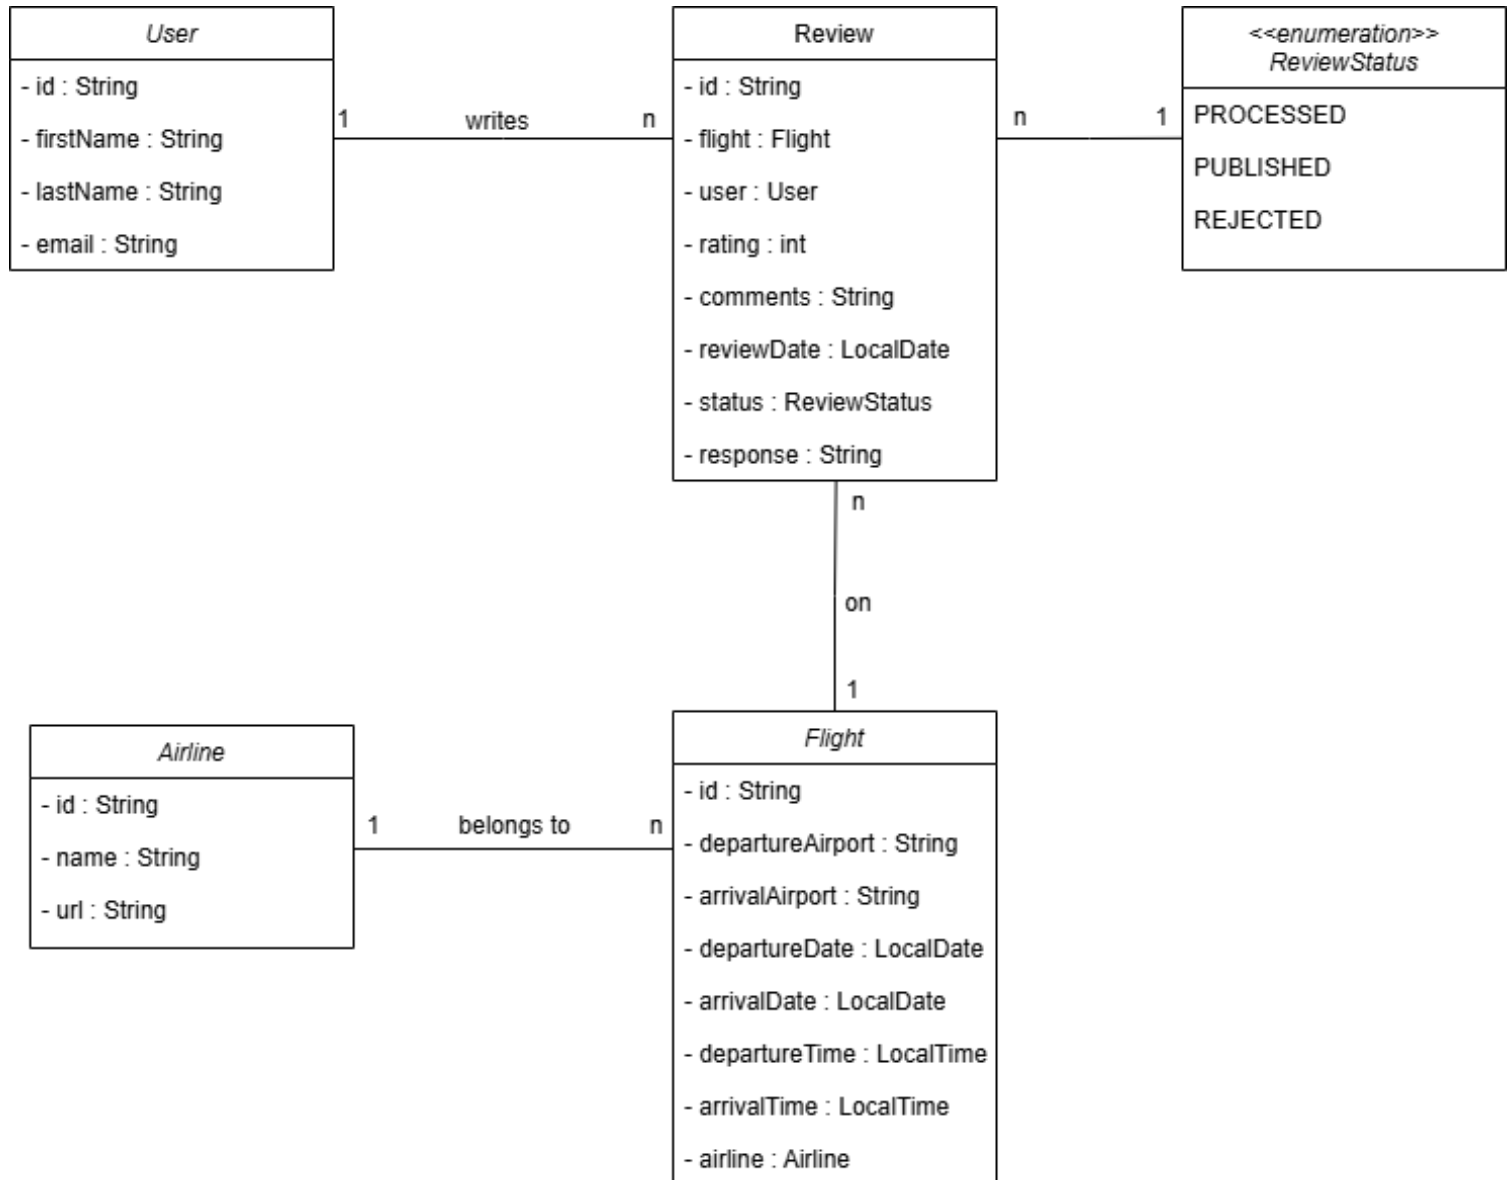 User
- id : String
- firstName : String
- lastName : String
- email : String
1
writes
n
Review
- id : String
- flight : Flight
- user : User
- rating : int
- comments : String
- reviewDate : LocalDate
- status : ReviewStatus
- response : String
n
1
<<enumeration>>
ReviewStatus
PROCESSED
PUBLISHED
REJECTED
n
on
1
Airline
- id : String
- name : String
- url : String
1
belongs to
n
Flight
- id : String
- departureAirport : String
- arrivalAirport : String
- departureDate : LocalDate
- arrivalDate : LocalDate
- departureTime : LocalTime
- arrivalTime : LocalTime
- airline : Airline